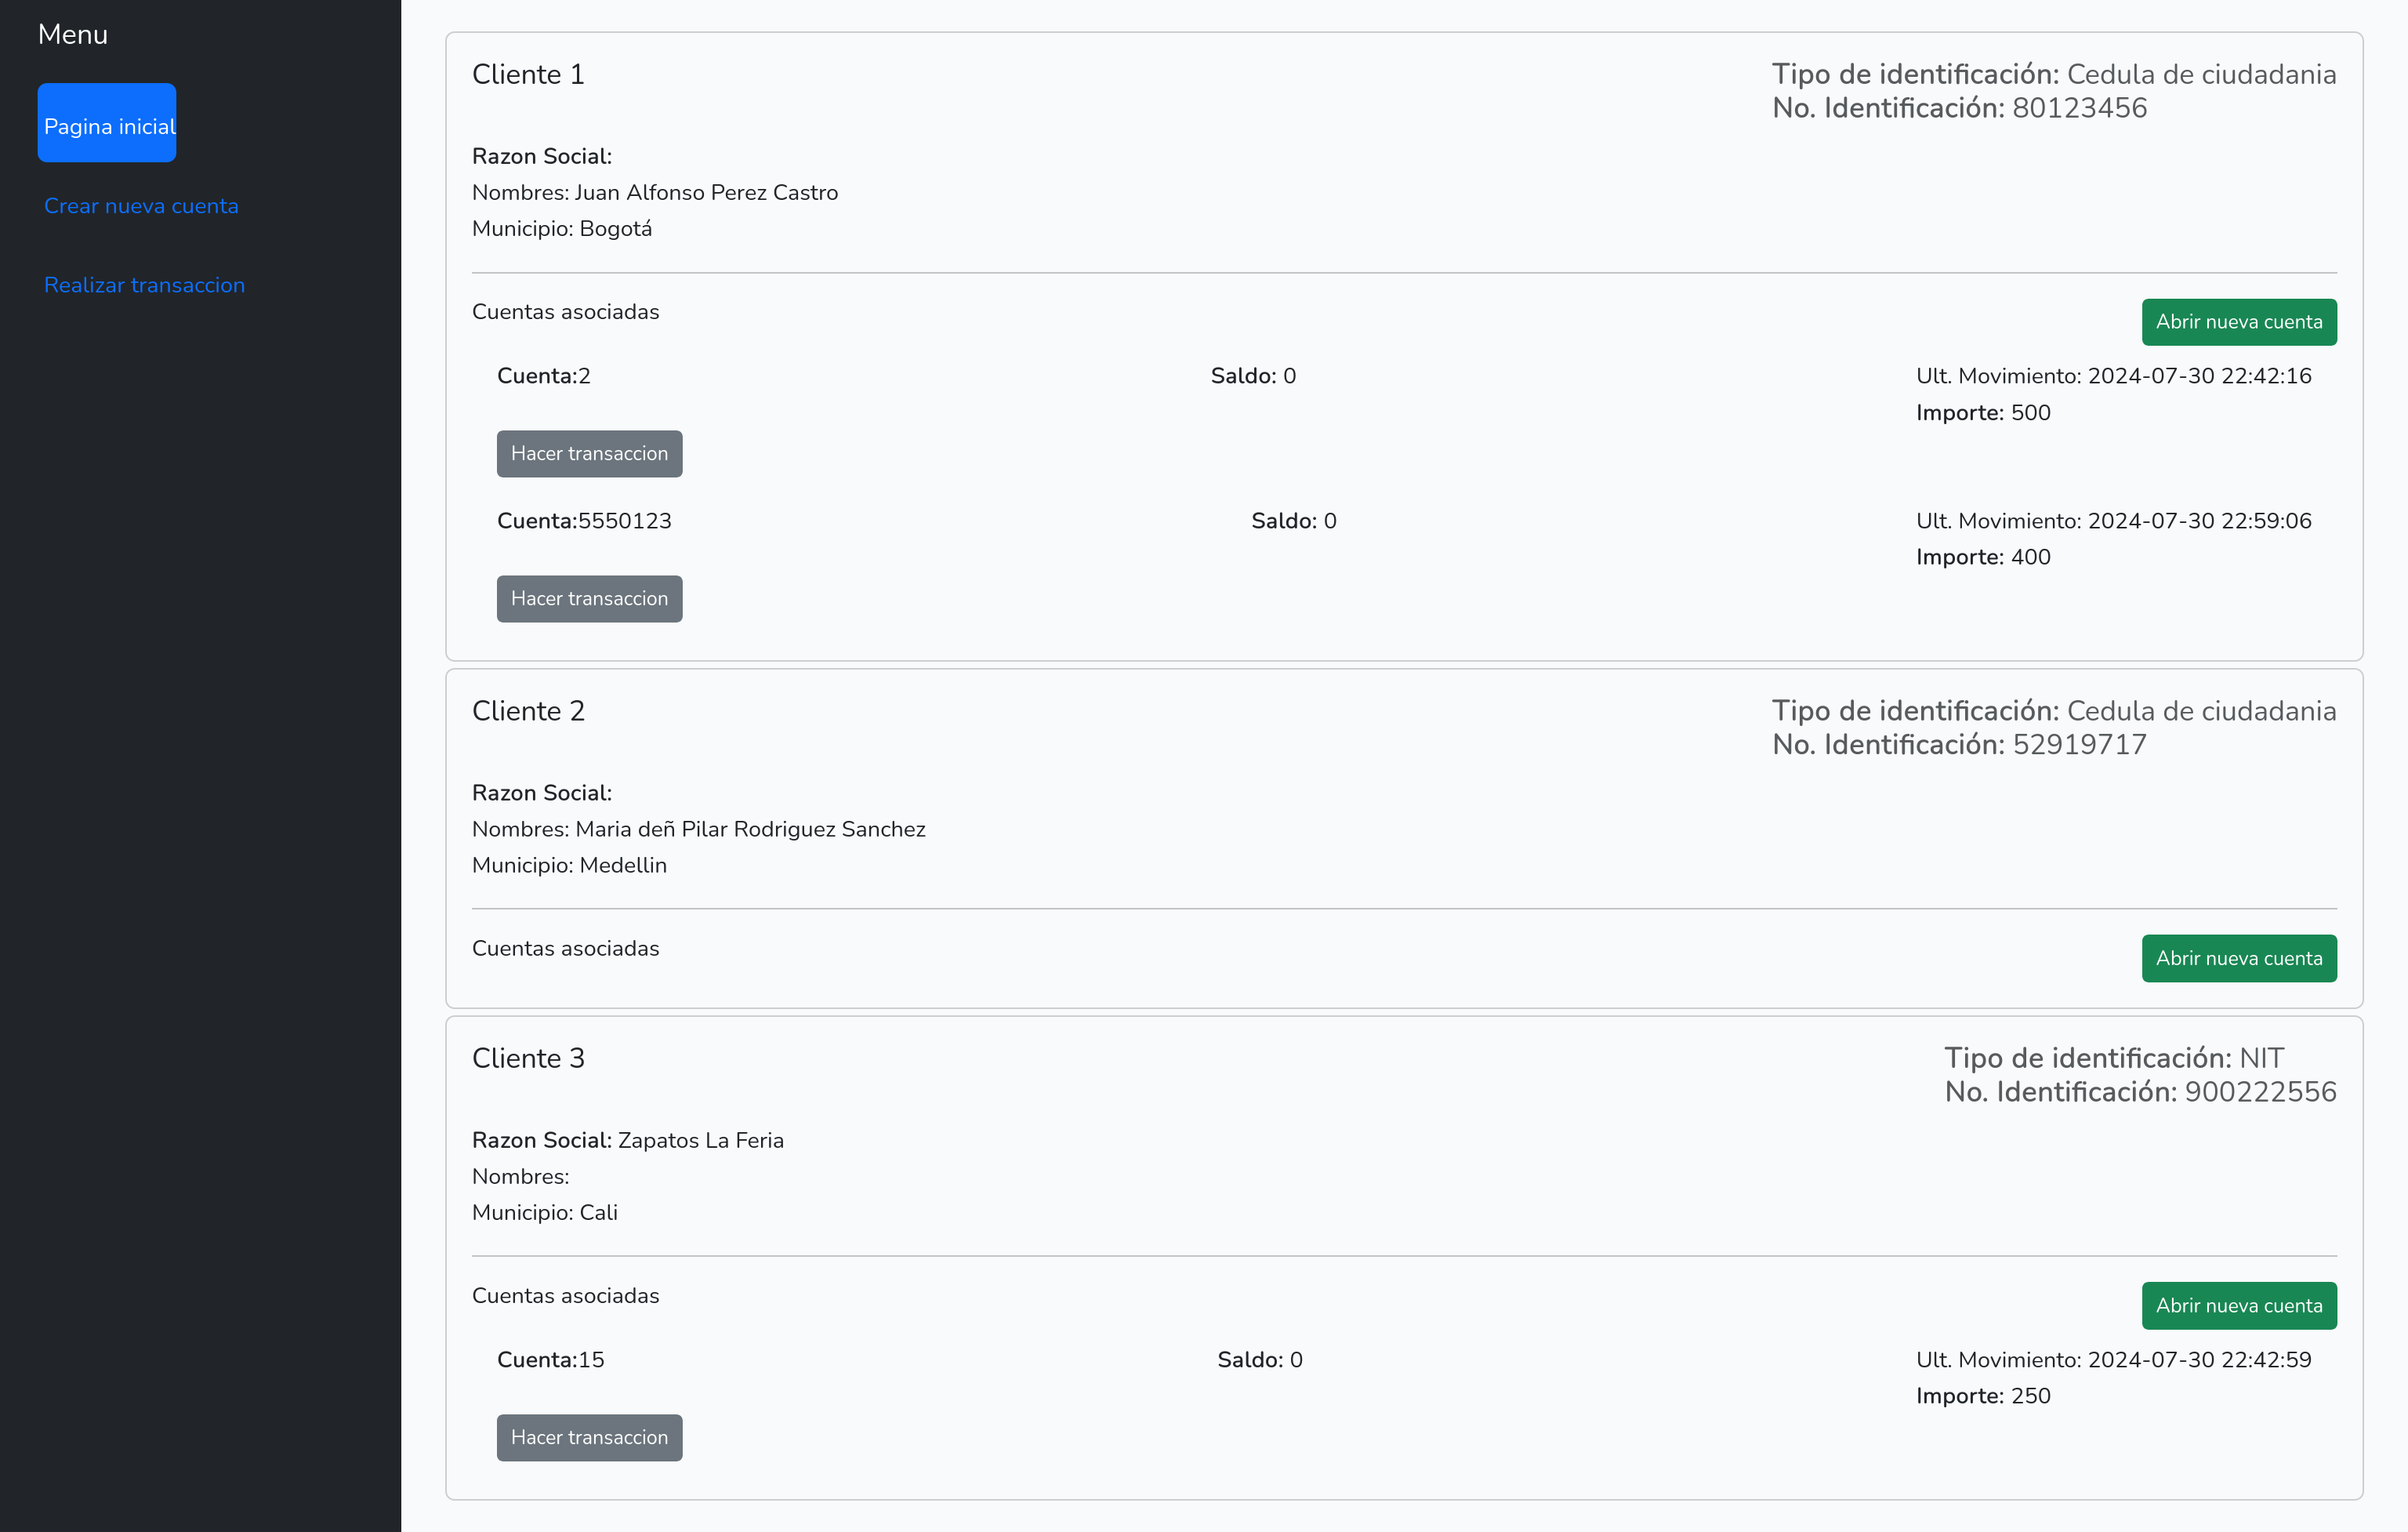 Menu
Pagina inicial
Crear nueva cuenta
Realizar transaccion
Cliente 1
Tipo de identificación: Cedula de ciudadania
No. Identificación: 80123456
Razon Social:
Nombres: Juan Alfonso Perez Castro
Municipio: Bogotá
Cuentas asociadas
Abrir nueva cuenta
Cuenta:2
Saldo: 0
Ult. Movimiento: 2024-07-30 22:42:16
Importe: 500
Hacer transaccion
Cuenta:5550123
Saldo: 0
Ult. Movimiento: 2024-07-30 22:59:06
Importe: 400
Hacer transaccion
Cliente 2
Tipo de identificación: Cedula de ciudadania
No. Identificación: 52919717
Razon Social:
Nombres: Maria deñ Pilar Rodriguez Sanchez
Municipio: Medellin
Cuentas asociadas
Abrir nueva cuenta
Cliente 3
Tipo de identificación: NIT
No. Identificación: 900222556
Razon Social: Zapatos La Feria
Nombres:
Municipio: Cali
Cuentas asociadas
Abrir nueva cuenta
Cuenta:15
Saldo: 0
Ult. Movimiento: 2024-07-30 22:42:59
Importe: 250
Hacer transaccion